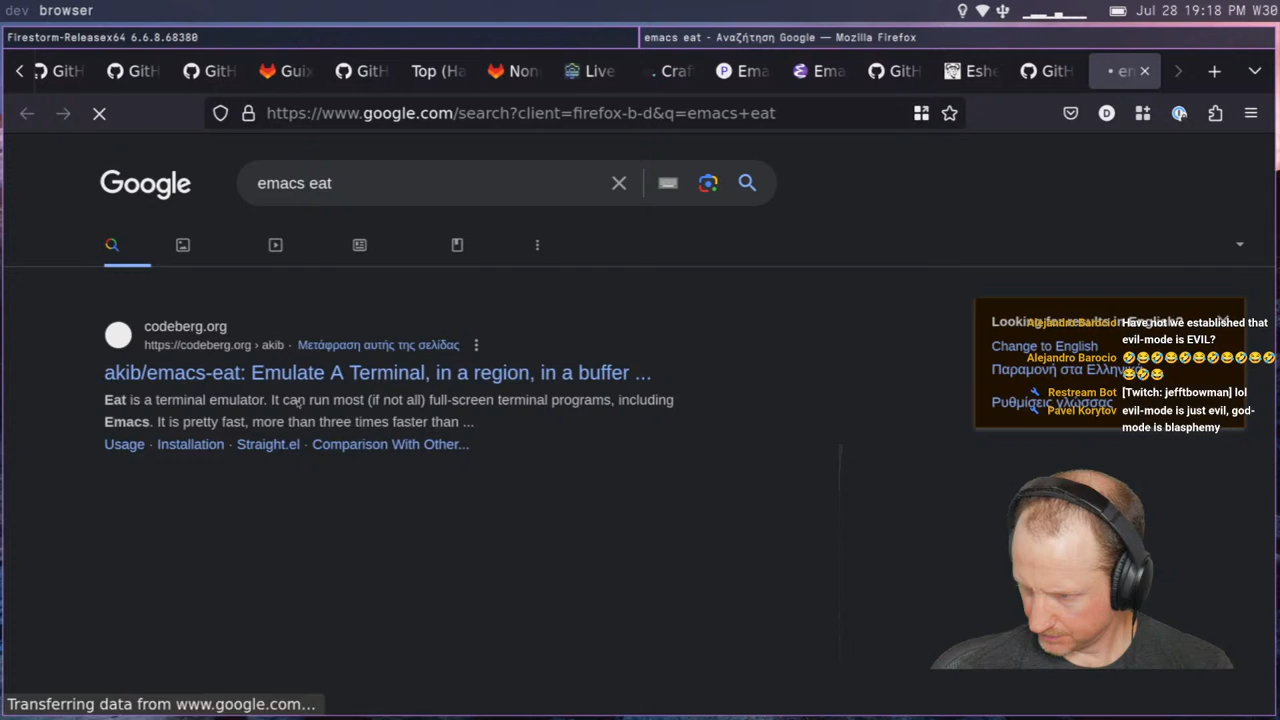 dev browser
Jul 28 19:18 PM W30
Firestorm-Releasex64 6.6.8.68380
emacs eat - Αναζήτηση Google — Mozilla Firefox
GitH
GitH
GitH
Guix
GitH
Top (Ha
Non
Live
. Craf
Ema
Ema
GitH
Eshe
GitH
en
https://www.google.com/search?client=firefox-b-d&q=emacs+eat
Google
emacs eat
codeberg.org
https://codeberg.org › akib · Μετάφραση αυτής της σελίδας
akib/emacs-eat: Emulate A Terminal, in a region, in a buffer ...
Eat is a terminal emulator. It can run most (if not all) full-screen terminal programs, including
Emacs. It is pretty fast, more than three times faster than ...
Usage · Installation · Straight.el · Comparison With Other...
Looking for results in English?
Change to English
Παραμονή στα Ελληνικά
Ρυθμίσεις γλώσσας
Alejandro Barocio Have not we established that
evil-mode is EVIL?
Alejandro Barocio 🤣😂🤣😂🤣😂🤣😂🤣😂🤣
😂🤣😂
Restream Bot [Twitch: jefftbowman] lol
Pavel Korytov evil-mode is just evil, god-
mode is blasphemy
Transferring data from www.google.com...